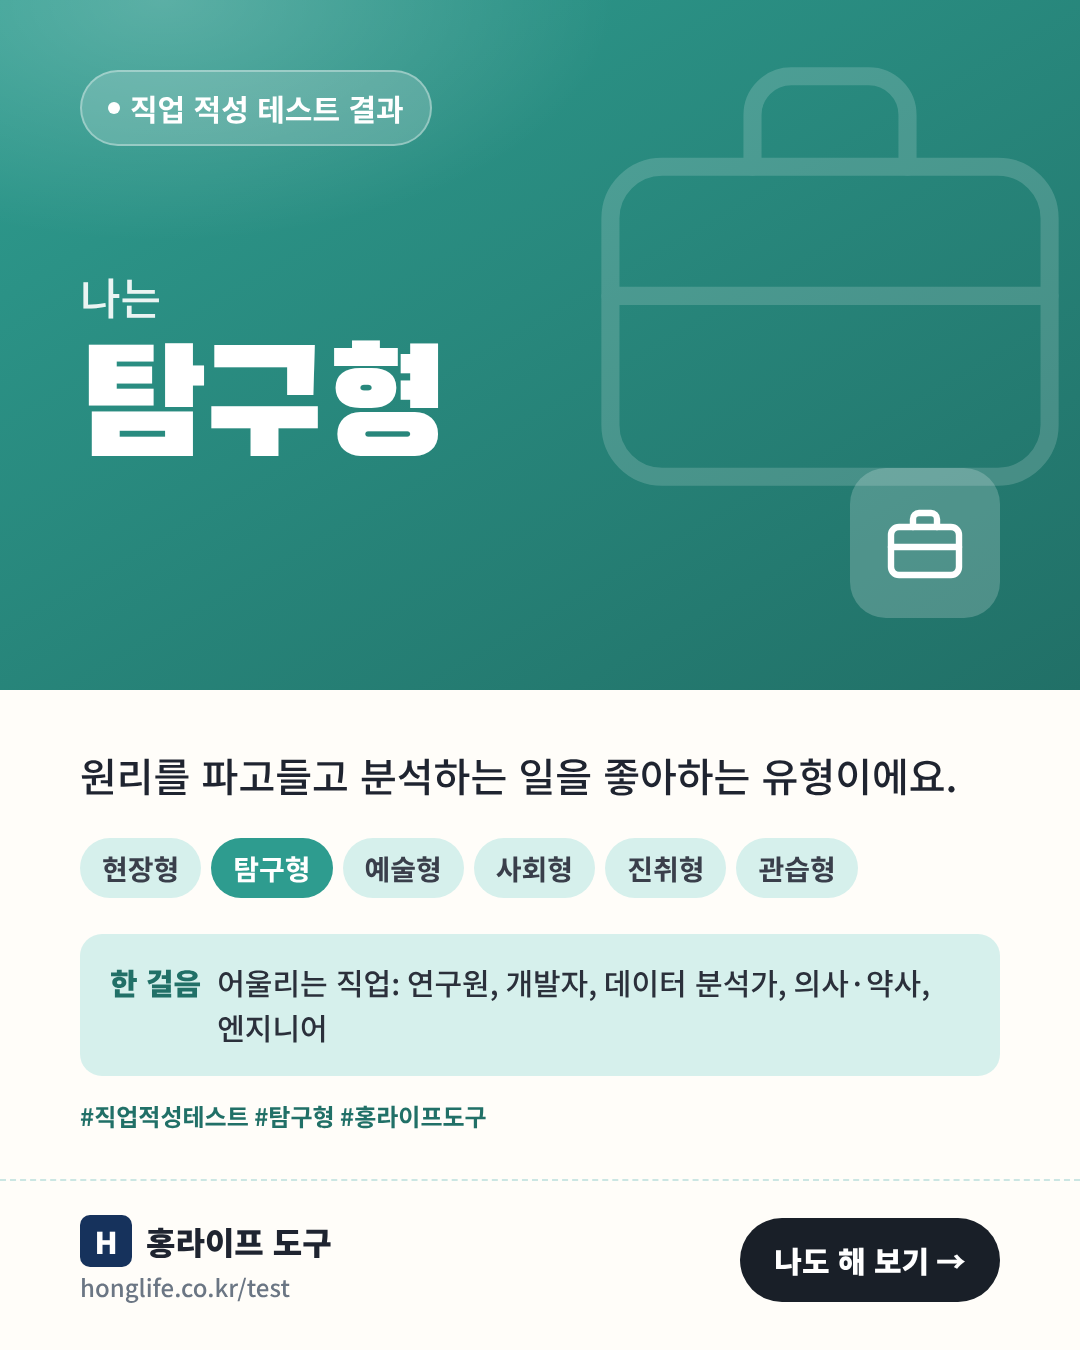 직업 적성 테스트 결과
나는
탐구형
원리를 파고들고 분석하는 일을 좋아하는 유형이에요.
현장형 탐구형 예술형 사회형 진취형 관습형
한 걸음 어울리는 직업: 연구원, 개발자, 데이터 분석가, 의사·약사,
엔지니어
#직업적성테스트 #탐구형 #홍라이프도구
H 홍라이프 도구
honglife.co.kr/test
나도 해 보기 →